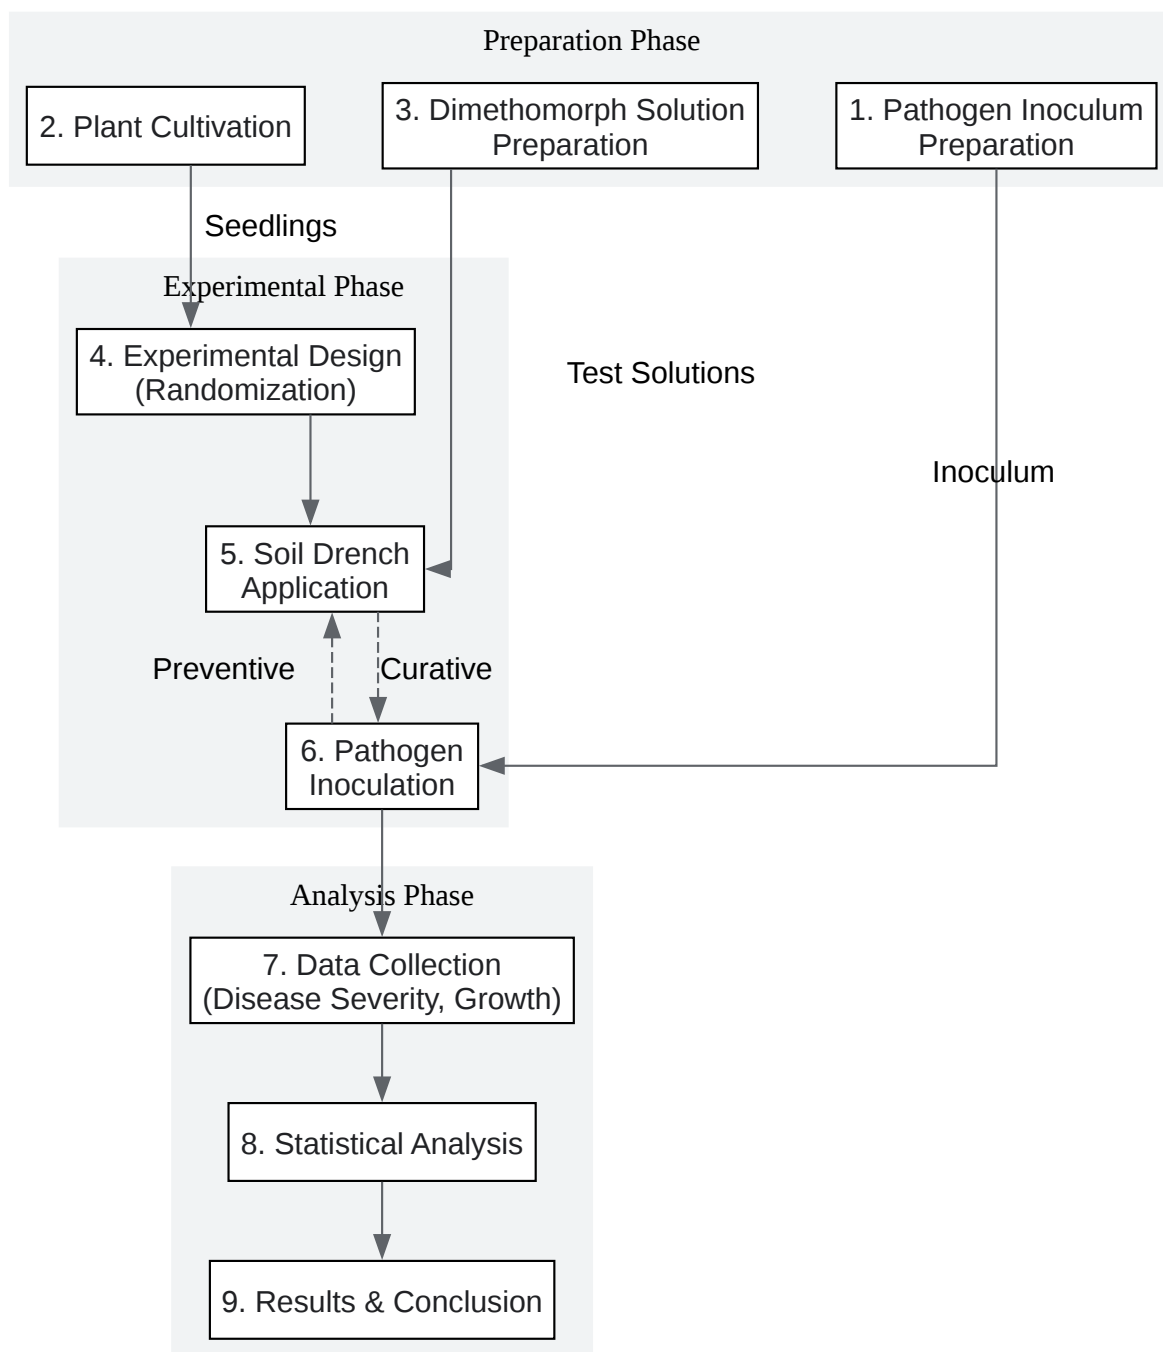 Preparation Phase
2. Plant Cultivation
3. Dimethomorph Solution
Preparation
1. Pathogen Inoculum
Preparation
Seedlings
Experimental Phase
4. Experimental Design
(Randomization)
Test Solutions
Inoculum
5. Soil Drench
Application
Preventive
Curative
6. Pathogen
Inoculation
Analysis Phase
7. Data Collection
(Disease Severity, Growth)
8. Statistical Analysis
9. Results & Conclusion